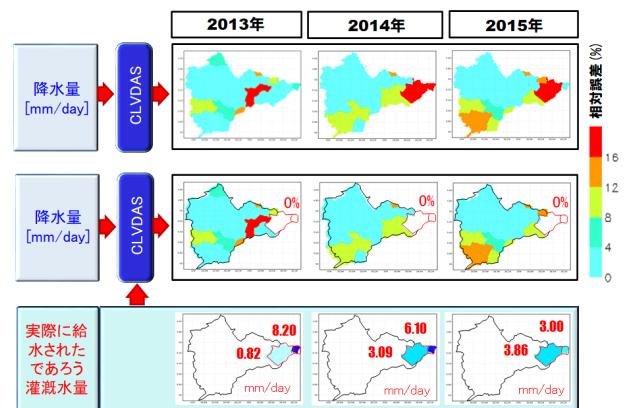 2013年
2014年
2015年
降水量
[mm/day]
CLVDAS
相対誤差(%)
16
12
8
4
0
降水量
[mm/day]
CLVDAS
0%
0%
0%
実際に給
水された
であろう
灌漑水量
8.20
0.82
mm/day
6.10
3.09
mm/day
3.00
3.86
mm/day